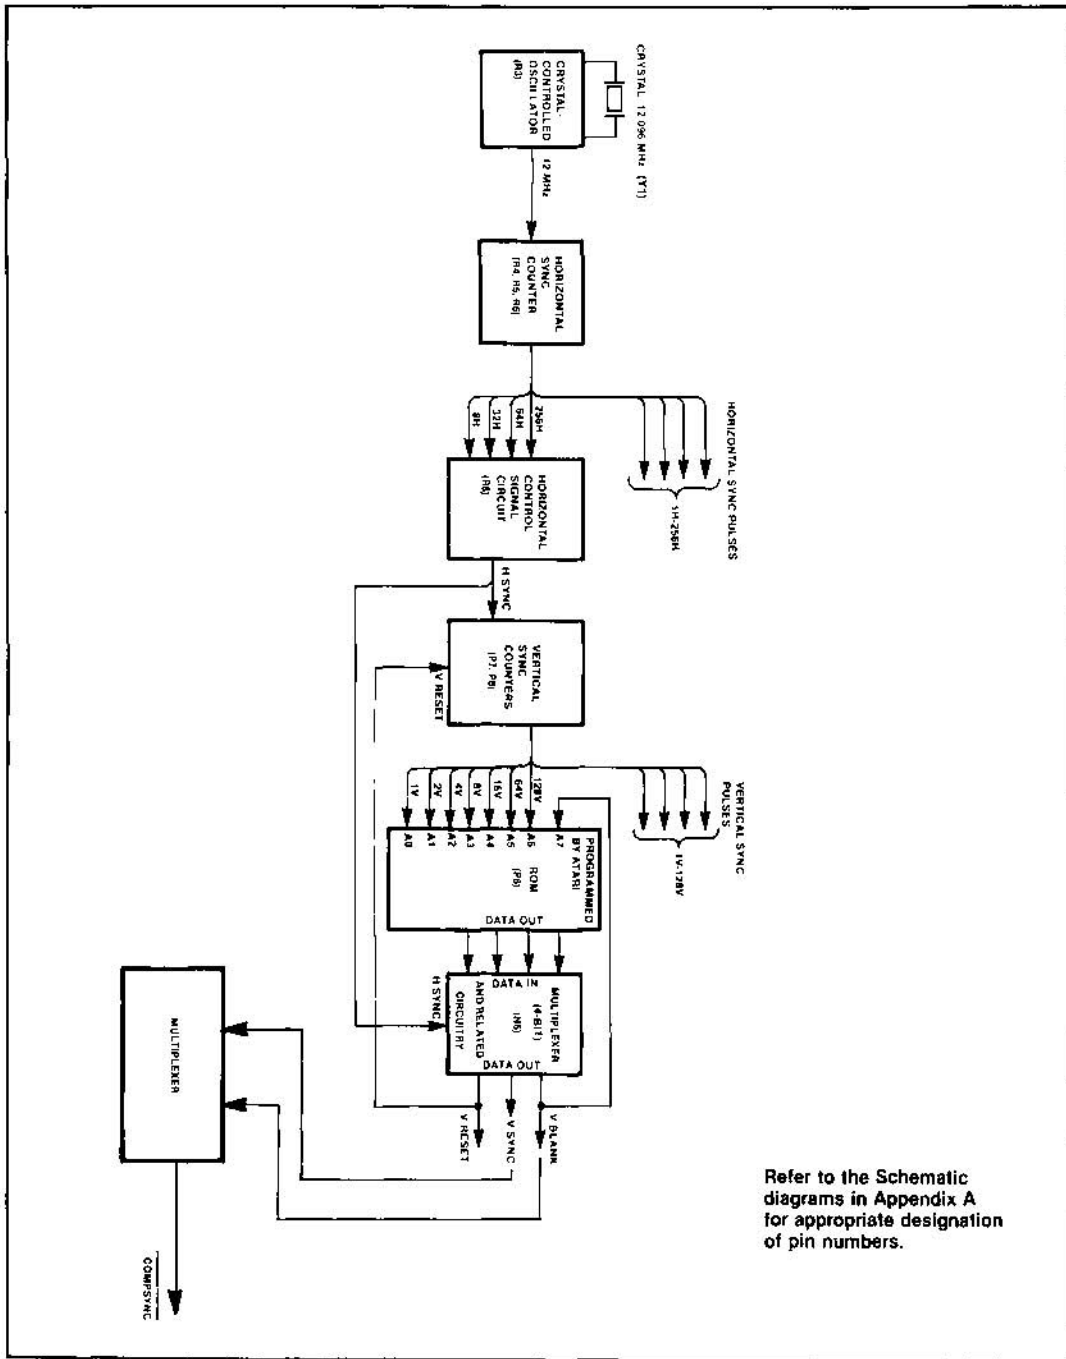 CRYSTAL 12.096 MHz (Y1)
CRYSTAL-
CONTROLLED
OSCILLATOR
(R3)
12 MHz
HORIZONTAL
SYNC
COUNTER
(R4, R5, R6)
HORIZONTAL SYNC PULSES
1H-256H
256H
64H
32H
8H
HORIZONTAL
CONTROL
SIGNAL
CIRCUIT
H SYNC
VERTICAL
SYNC
COUNTERS
(P7, P8)
V RESET
VERTICAL SYNC
PULSES
1V-128V
128V
64V
16V
8V
4V
2V
1V
PROGRAMMED
BY ATARI
ROM
A7
A6
A5
A4
A3
A2
A1
A0
DATA OUT
DATA IN
MULTIPLEXER
(4-BIT)
AND RELATED
CIRCUITRY
DATA OUT
H SYNC
V BLANK
V SYNC
V RESET
MULTIPLEXER
COMPSYNC
Refer to the Schematic
diagrams in Appendix A
for appropriate designation
of pin numbers.